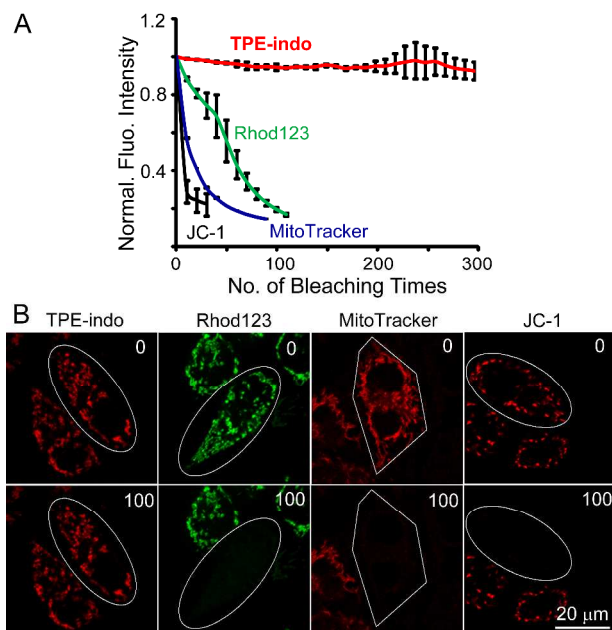 A
1.2
TPE-indo
Normal. Fluo. Intensity
0.8
Rhod123
0.4
JC-1
MitoTracker
0 100 200 300
No. of Bleaching Times
B
TPE-indo Rhod123 MitoTracker JC-1
0 0 0 0
100 100 100 100
20 μm